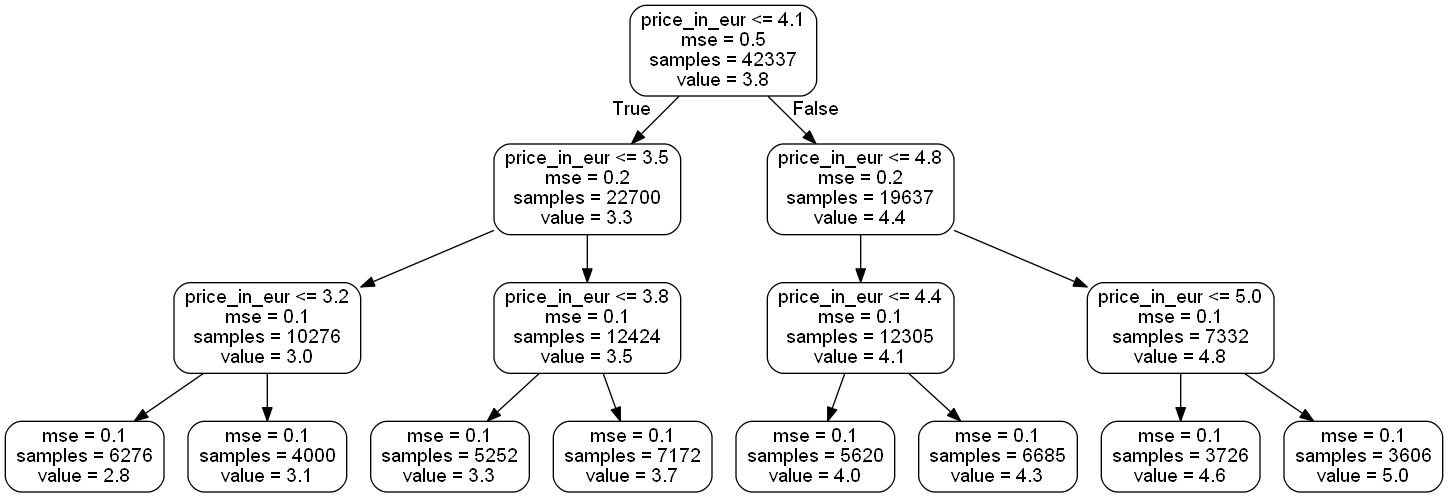 price_in_eur <= 4.1
mse = 0.5
samples = 42337
value = 3.8
True
False
price_in_eur <= 3.5
mse = 0.2
samples = 22700
value = 3.3
price_in_eur <= 4.8
mse = 0.2
samples = 19637
value = 4.4
price_in_eur <= 3.2
mse = 0.1
samples = 10276
value = 3.0
price_in_eur <= 3.8
mse = 0.1
samples = 12424
value = 3.5
price_in_eur <= 4.4
mse = 0.1
samples = 12305
value = 4.1
price_in_eur <= 5.0
mse = 0.1
samples = 7332
value = 4.8
mse = 0.1
samples = 6276
value = 2.8
mse = 0.1
samples = 4000
value = 3.1
mse = 0.1
samples = 5252
value = 3.3
mse = 0.1
samples = 7172
value = 3.7
mse = 0.1
samples = 5620
value = 4.0
mse = 0.1
samples = 6685
value = 4.3
mse = 0.1
samples = 3726
value = 4.6
mse = 0.1
samples = 3606
value = 5.0